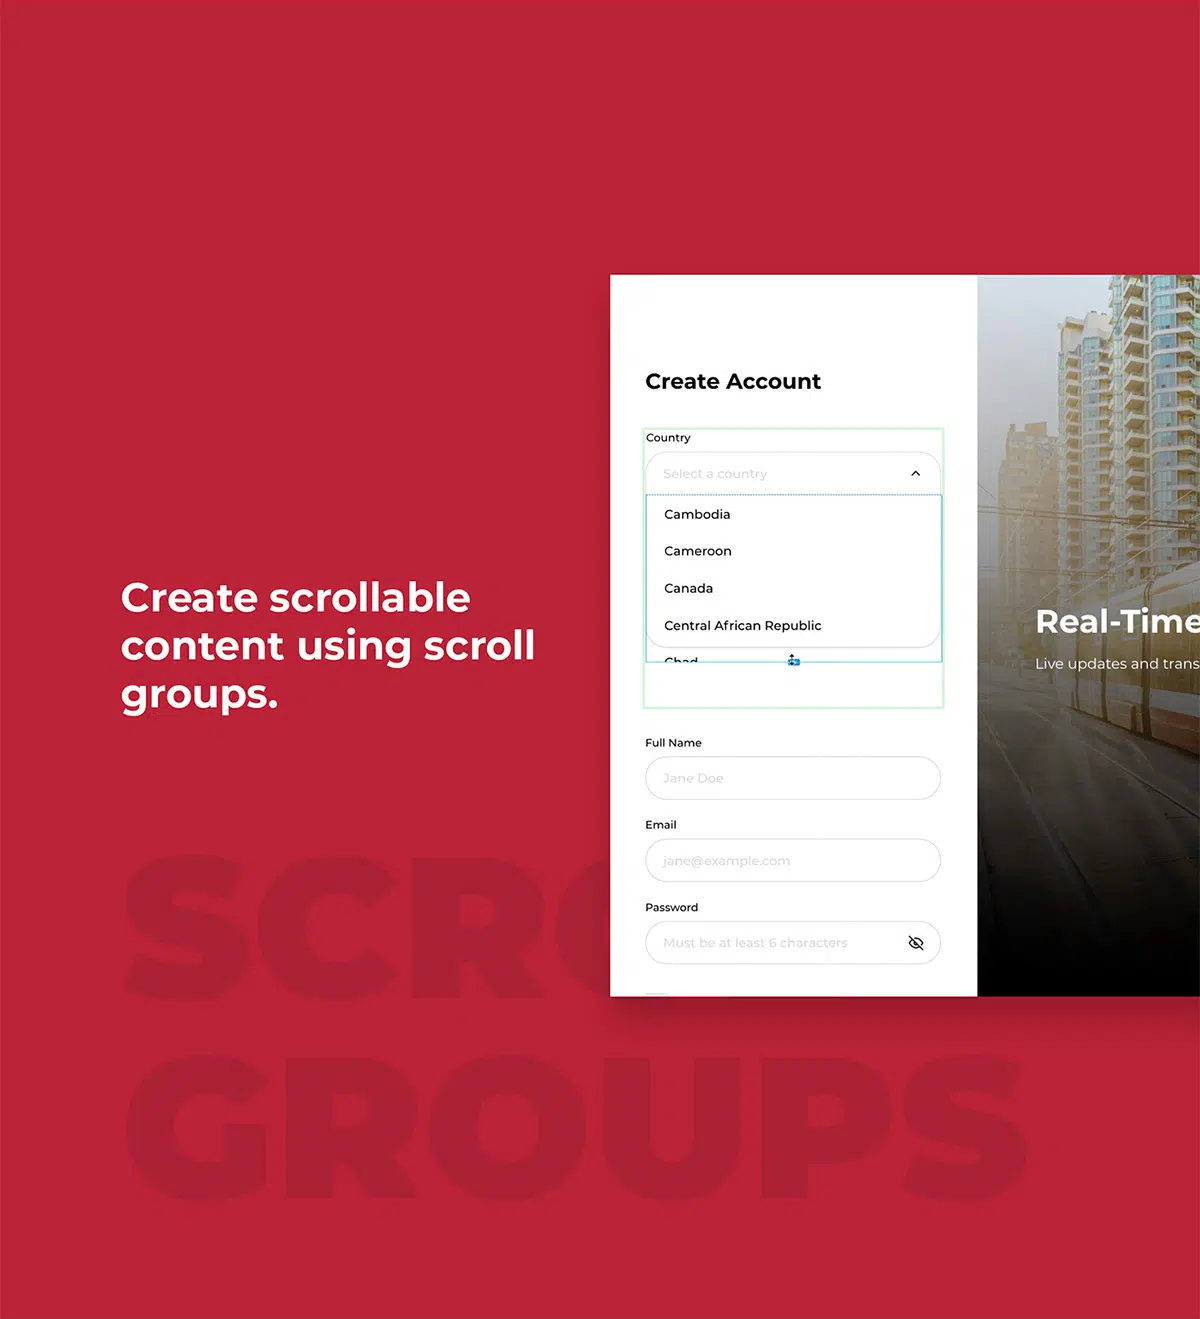 Create scrollable
content using scroll
groups.
Create Account
Country
Select a country
Cambodia
Cameroon
Canada
Central African Republic
Chad
Full Name
Jane Doe
Email
jane@example.com
Password
Must be at least 6 characters
Real-Time
Live updates and trans
SCRO
GROUPS